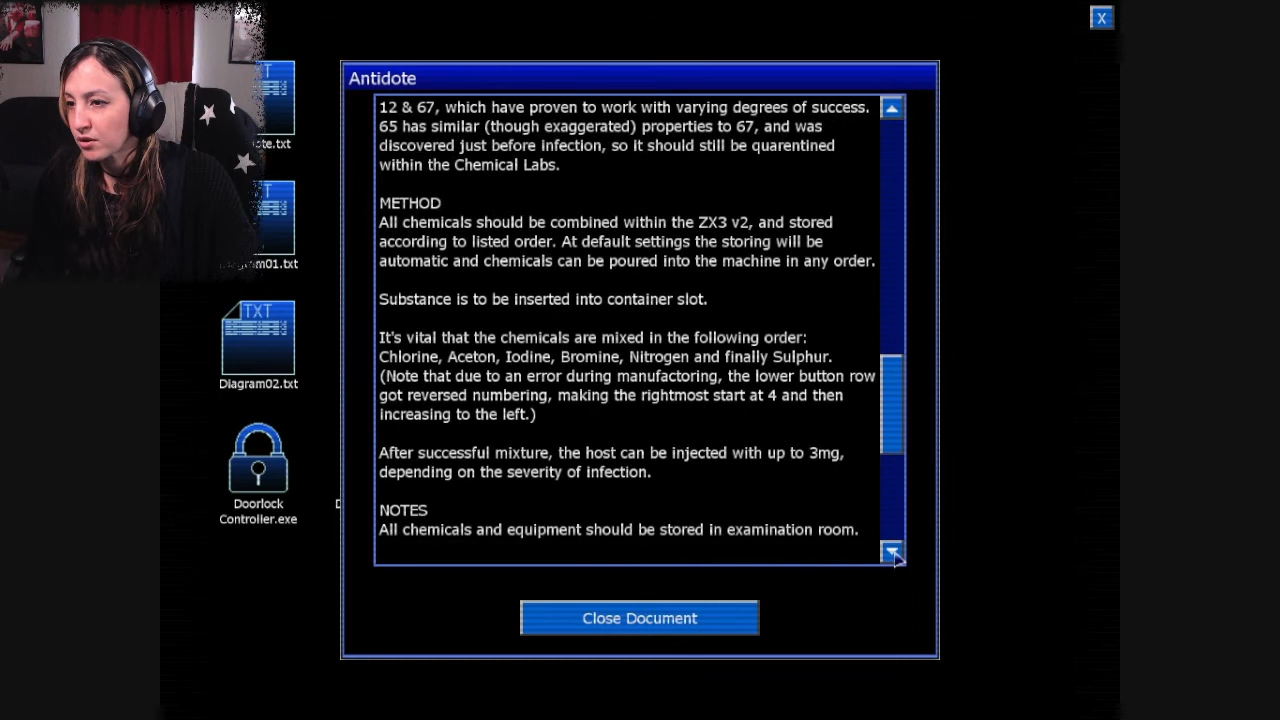 X
Antidote
12 & 67, which have proven to work with varying degrees of success.
65 has similar (though exaggerated) properties to 67, and was
discovered just before infection, so it should still be quarentined
within the Chemical Labs.
METHOD
All chemicals should be combined within the ZX3 v2, and stored
according to listed order. At default settings the storing will be
automatic and chemicals can be poured into the machine in any order.
Substance is to be inserted into container slot.
It's vital that the chemicals are mixed in the following order:
Chlorine, Aceton, Iodine, Bromine, Nitrogen and finally Sulphur.
(Note that due to an error during manufactoring, the lower button row
got reversed numbering, making the rightmost start at 4 and then
increasing to the left.)
After successful mixture, the host can be injected with up to 3mg,
depending on the severity of infection.
NOTES
All chemicals and equipment should be stored in examination room.
Close Document
TXT
Diagram02.txt
Doorlock
Controller.exe